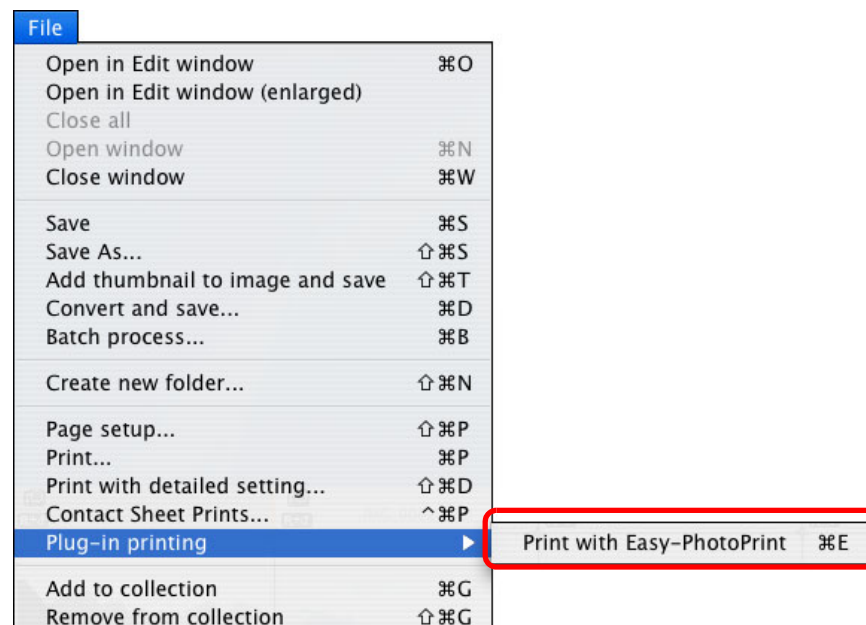 File
Open in Edit window ⌘O
Open in Edit window (enlarged)
Close all
Open window ⌘N
Close window ⌘W
Save ⌘S
Save As... ⇧⌘S
Add thumbnail to image and save ⇧⌘T
Convert and save... ⌘D
Batch process... ⌘B
Create new folder... ⇧⌘N
Page setup... ⇧⌘P
Print... ⌘P
Print with detailed setting... ⇧⌘D
Contact Sheet Prints... ^⌘P
Plug-in printing ▶ Print with Easy-PhotoPrint ⌘E
Add to collection ⌘G
Remove from collection ⇧⌘G